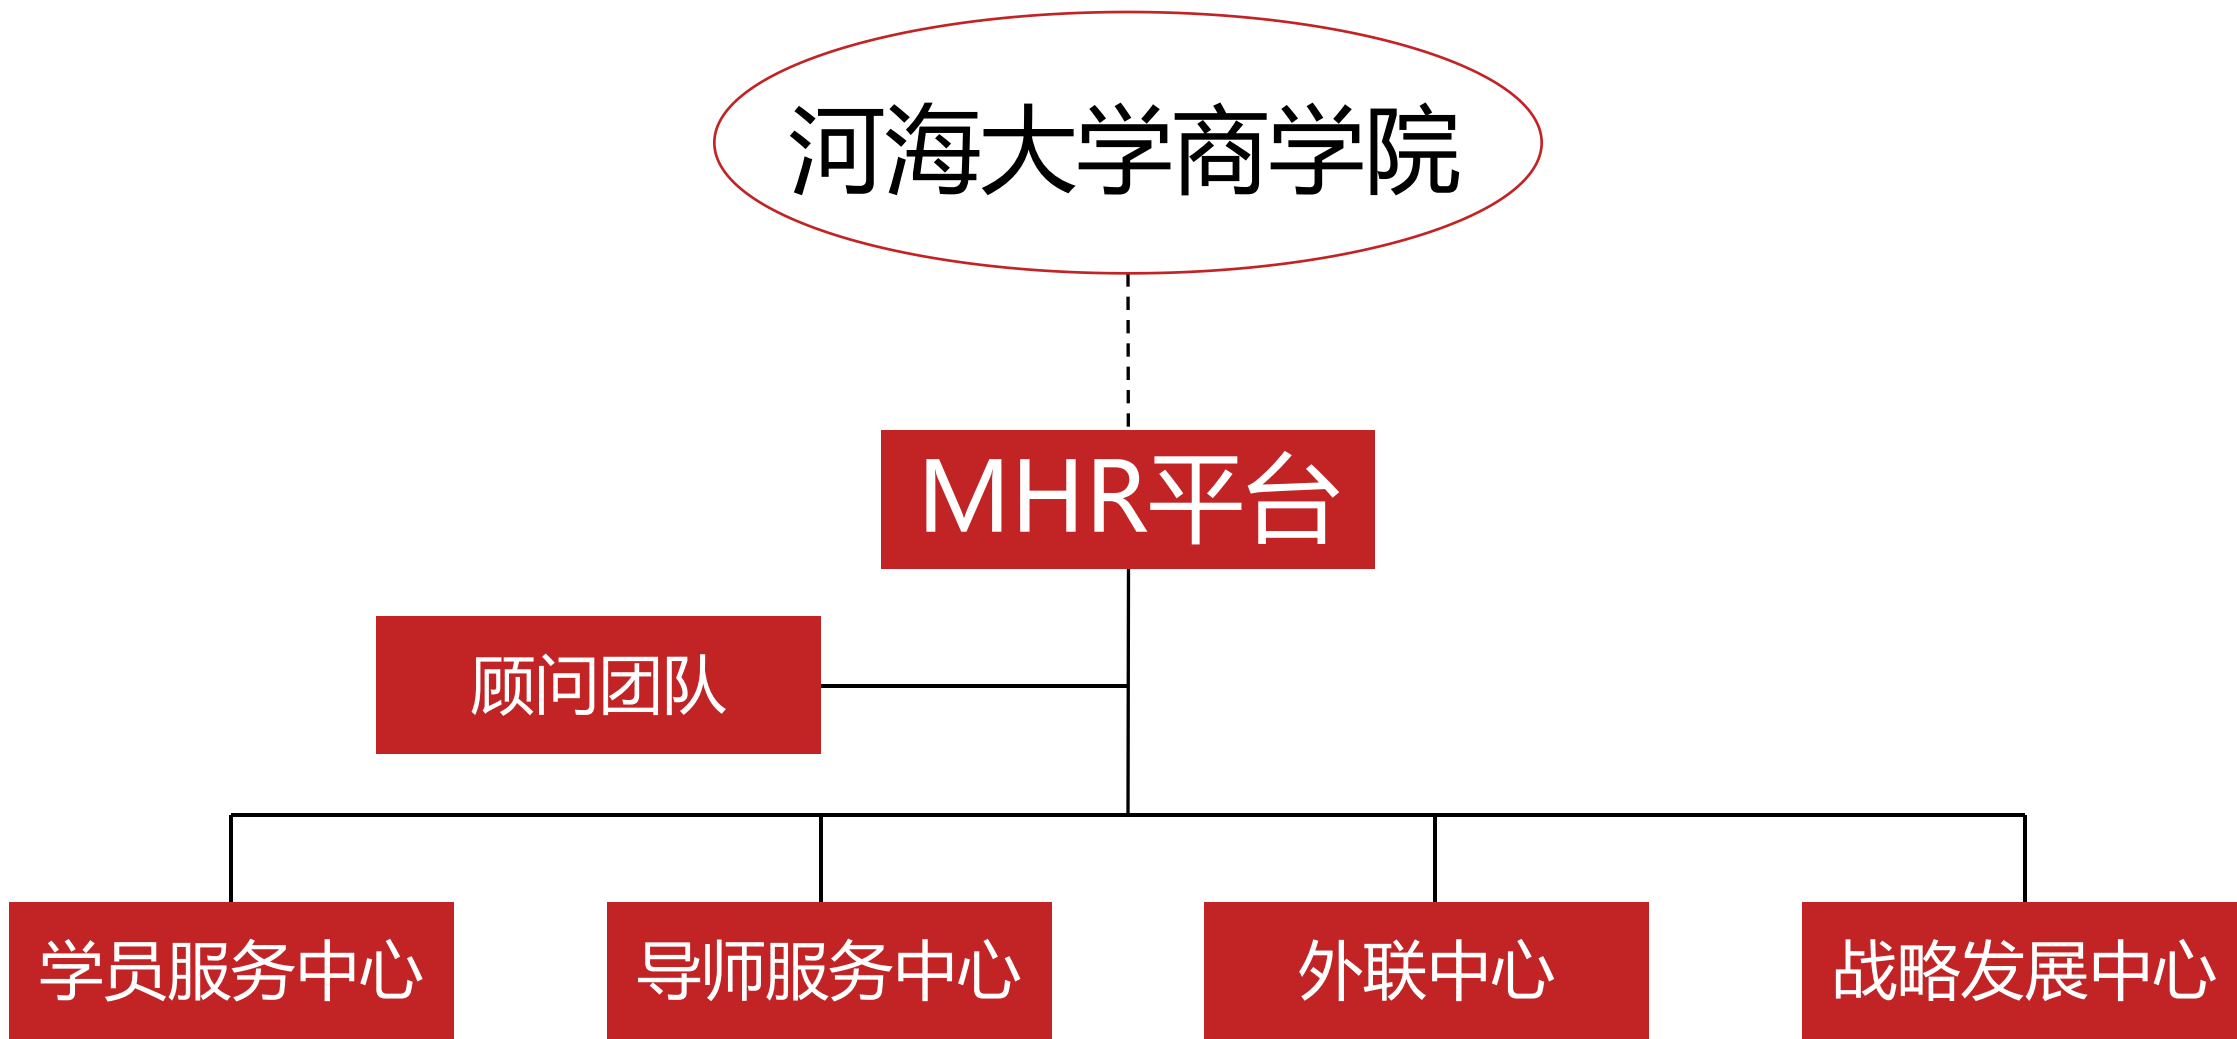 河海大学商学院
MHR平台
顾问团队
学员服务中心
导师服务中心
外联中心
战略发展中心